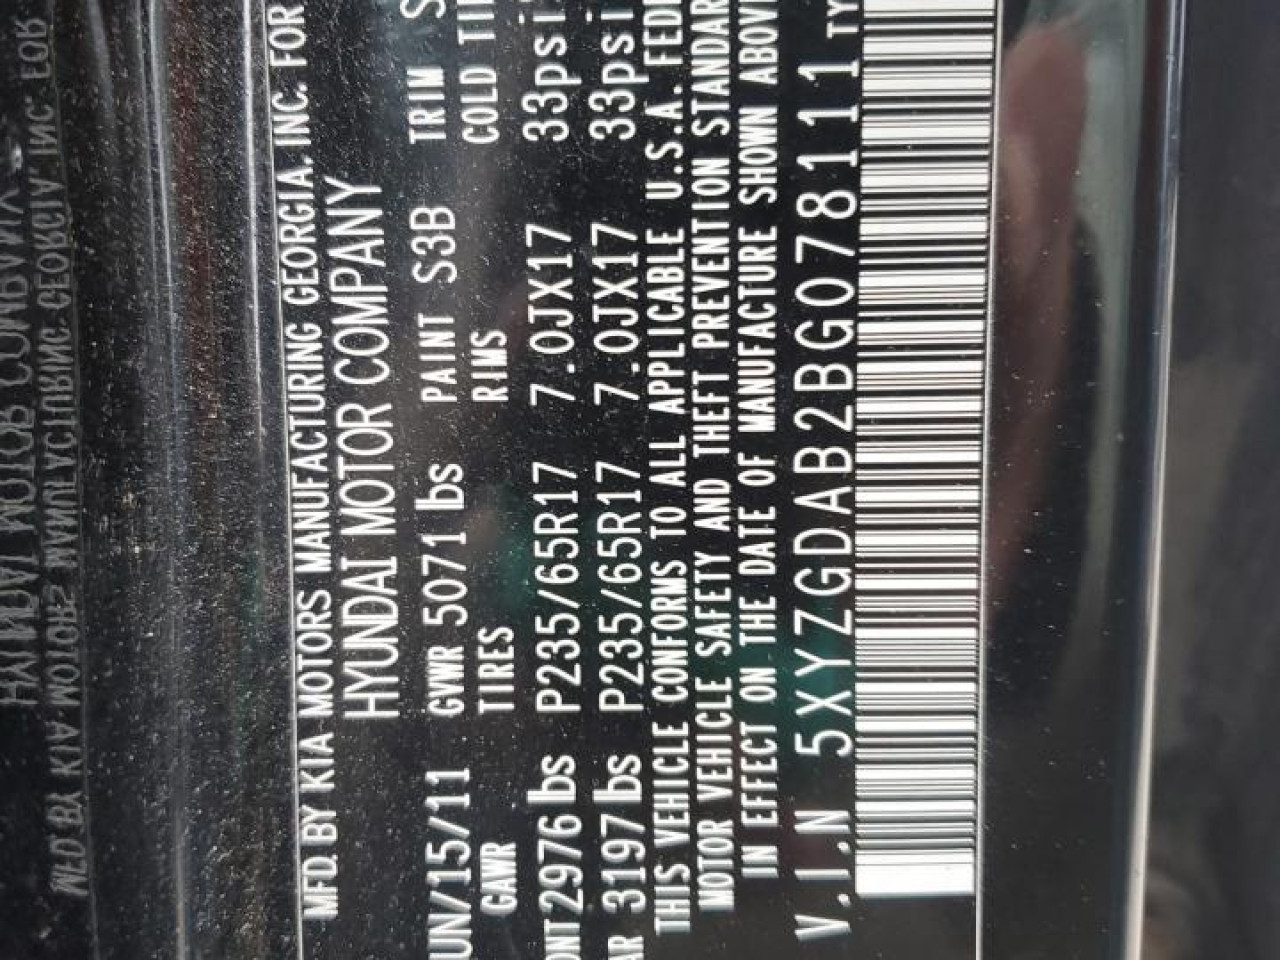 MFD. BY KIA MOTORS MANUFACTURING GEORGIA, INC. FOR
HYUNDAI MOTOR COMPANY
UN/15/11 GVWR 5071 lbs PAINT S3B TRIM S
GAWR TIRES RIMS COLD TI
ONT 2976 lbs P235/65R17 7.0JX17 33psi
AR 3197 lbs P235/65R17 7.0JX17 33psi
THIS VEHICLE CONFORMS TO ALL APPLICABLE U.S.A. FED
MOTOR VEHICLE SAFETY AND THEFT PREVENTION STANDAR
IN EFFECT ON THE DATE OF MANUFACTURE SHOWN ABOV
V.I.N 5XYZGDAB2BG078111 TY